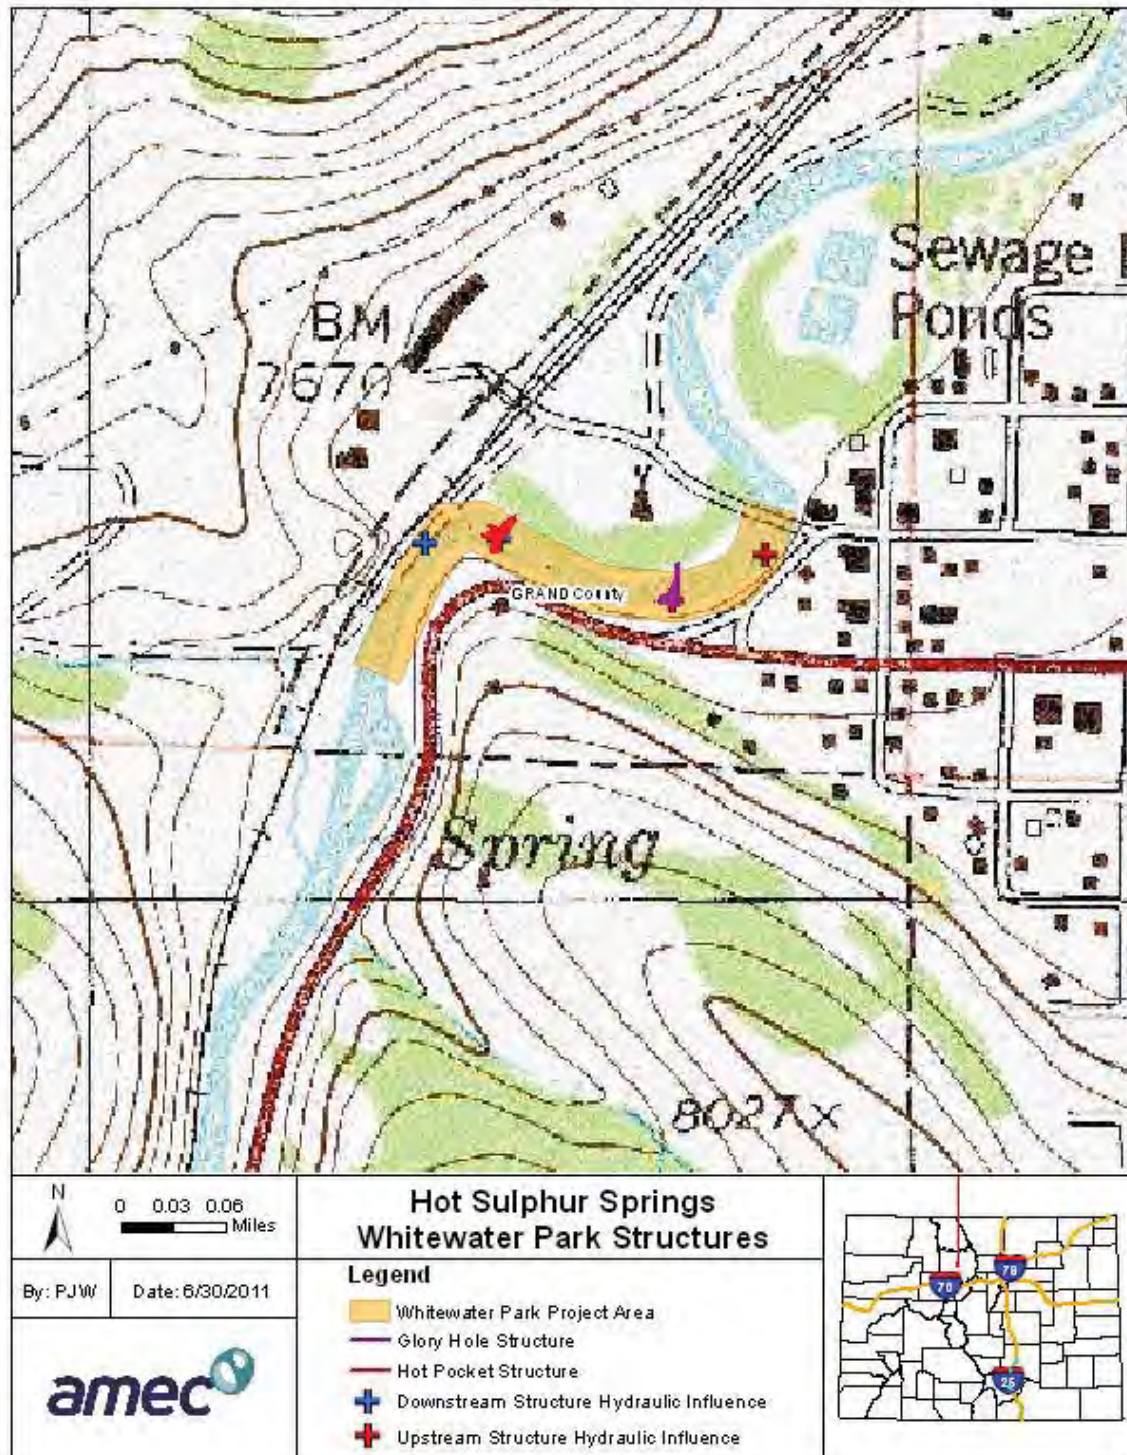 Sewage
Ponds
BM
7679
GRAND County
Spring
8027 X
N
0 0.03 0.06
Miles
By: PJW
Date: 6/30/2011
amec
Hot Sulphur Springs
Whitewater Park Structures
Legend
Whitewater Park Project Area
Glory Hole Structure
Hot Pocket Structure
Downstream Structure Hydraulic Influence
Upstream Structure Hydraulic Influence
76
70
25